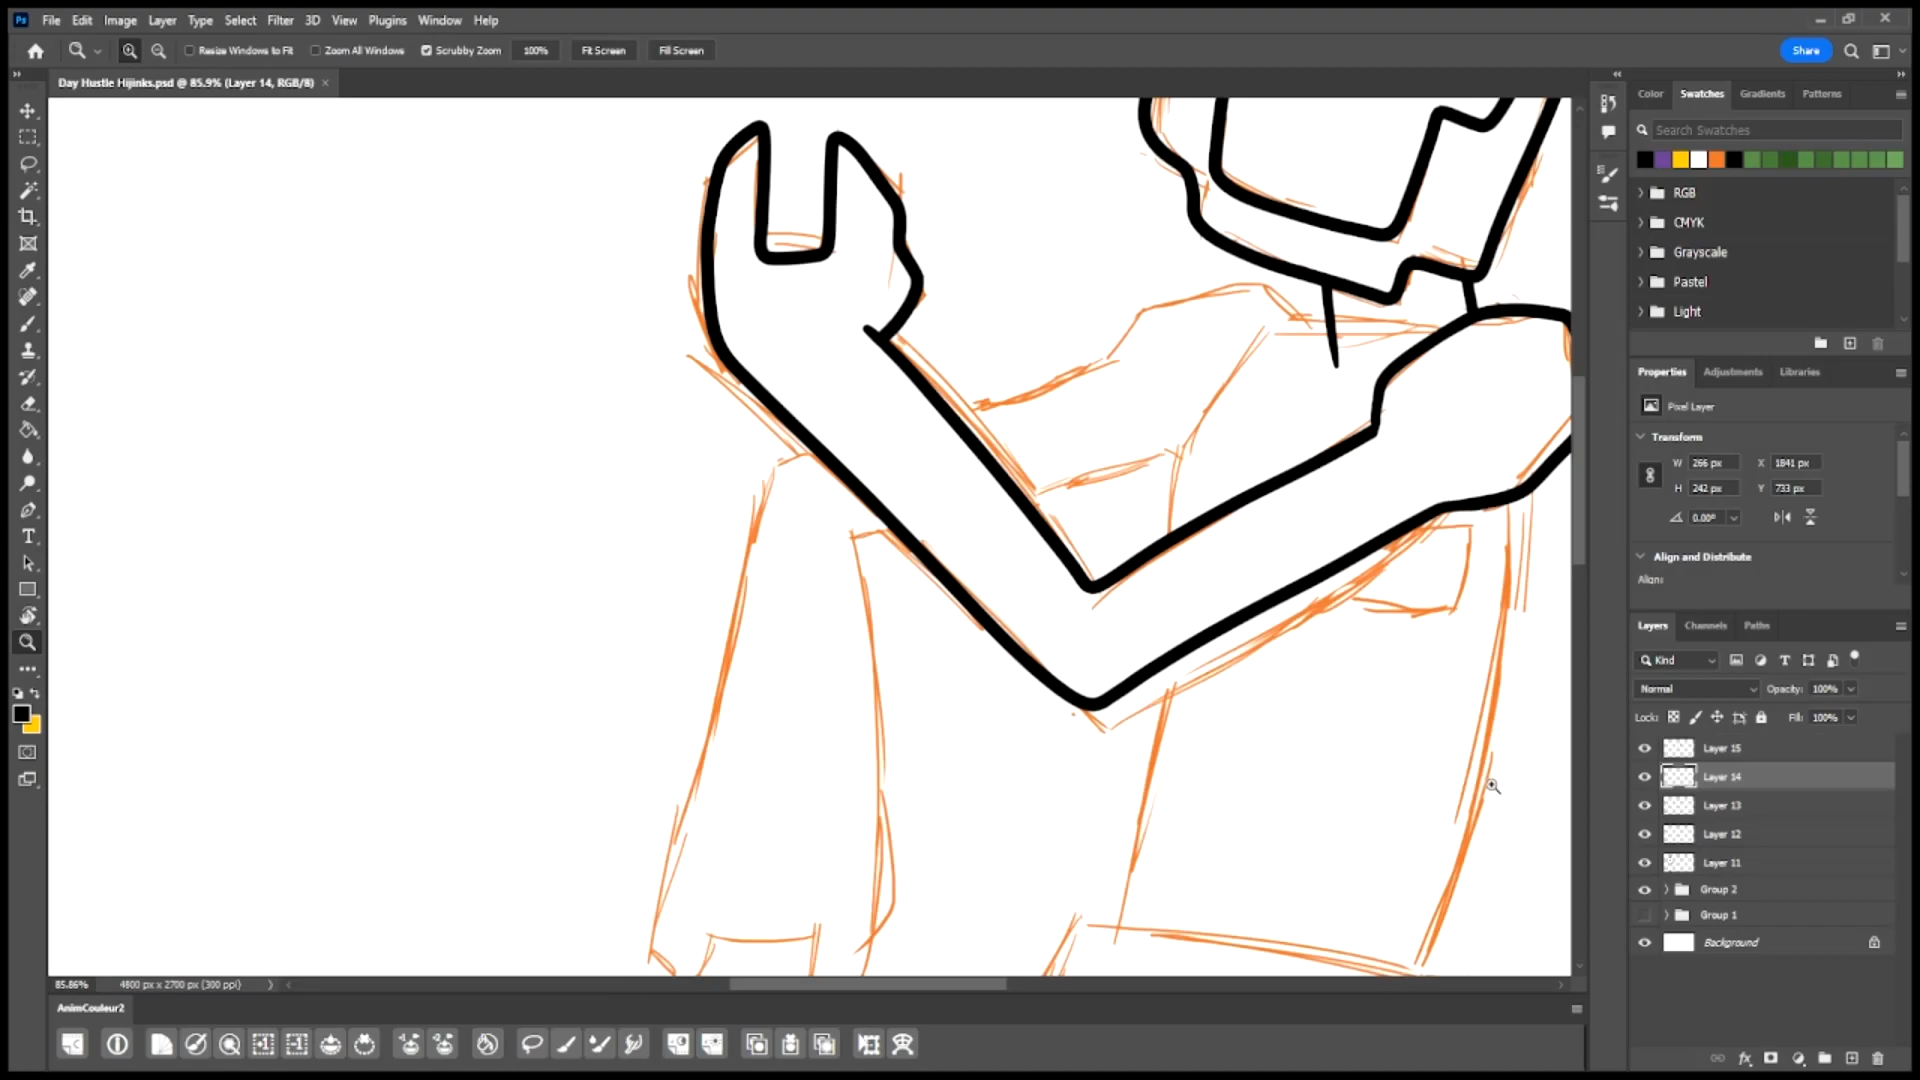 Ps File Edit Image Layer Type Select Filter 3D View Plugins Window Help
Resize Windows to Fit Zoom All Windows Scrubby Zoom 100% Fit Screen Fill Screen Share
Day Hustle Hijinks.psd @ 85.9% (Layer 14, RGB/8)
Color Swatches Gradients Patterns
Search Swatches
RGB
CMYK
Grayscale
Pastel
Light
Properties Adjustments Libraries
Pixel Layer
Transform
W 266 px X 1841 px
H 242 px Y 733 px
0.00°
Align and Distribute
Align:
Layers Channels Paths
Kind
Normal Opacity: 100%
Lock: Fill: 100%
Layer 15
Layer 14
Layer 13
Layer 12
Layer 11
Group 2
Group 1
Background
85.86% 4800 px x 2700 px (300 ppi)
AnimCouleur2